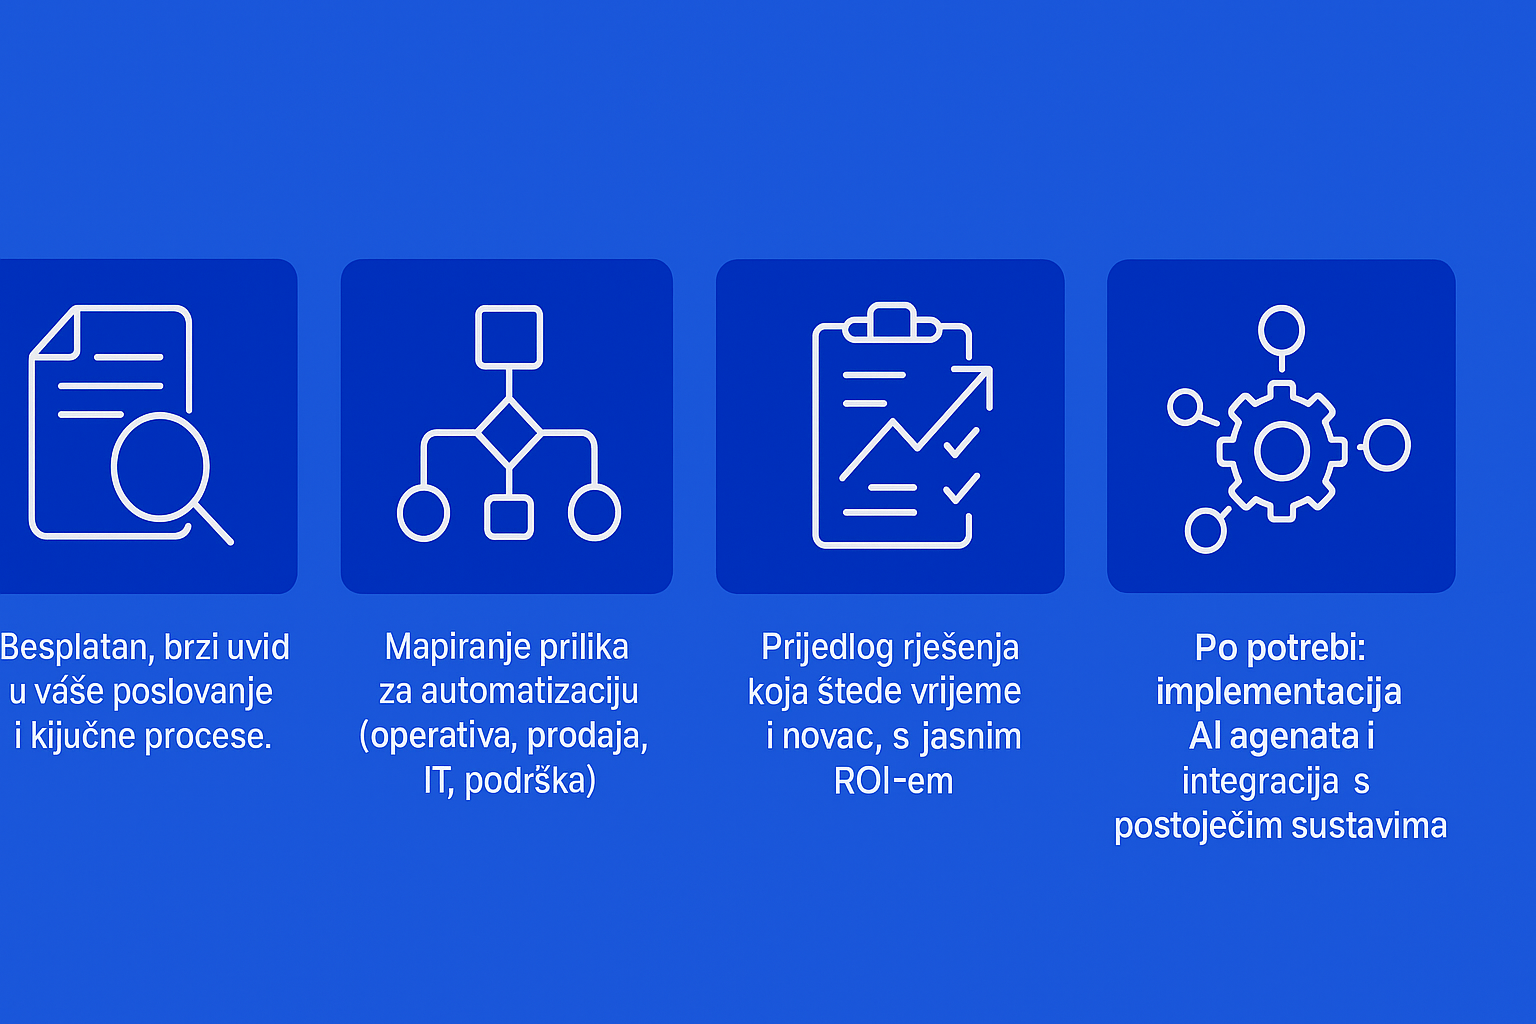 Besplatan, brzi uvid
u váše poslovanje
i kijučne procese.
Mapiranje prilika
za automatizaciju
(operativa, prodaja,
IT, podrška)
Prijedlog rješenja
koja štede vrijeme
i novac, s jasnim
ROI-em
Po potrebi:
implementacija
AI agenata i
integracija s
postoječim sustavima